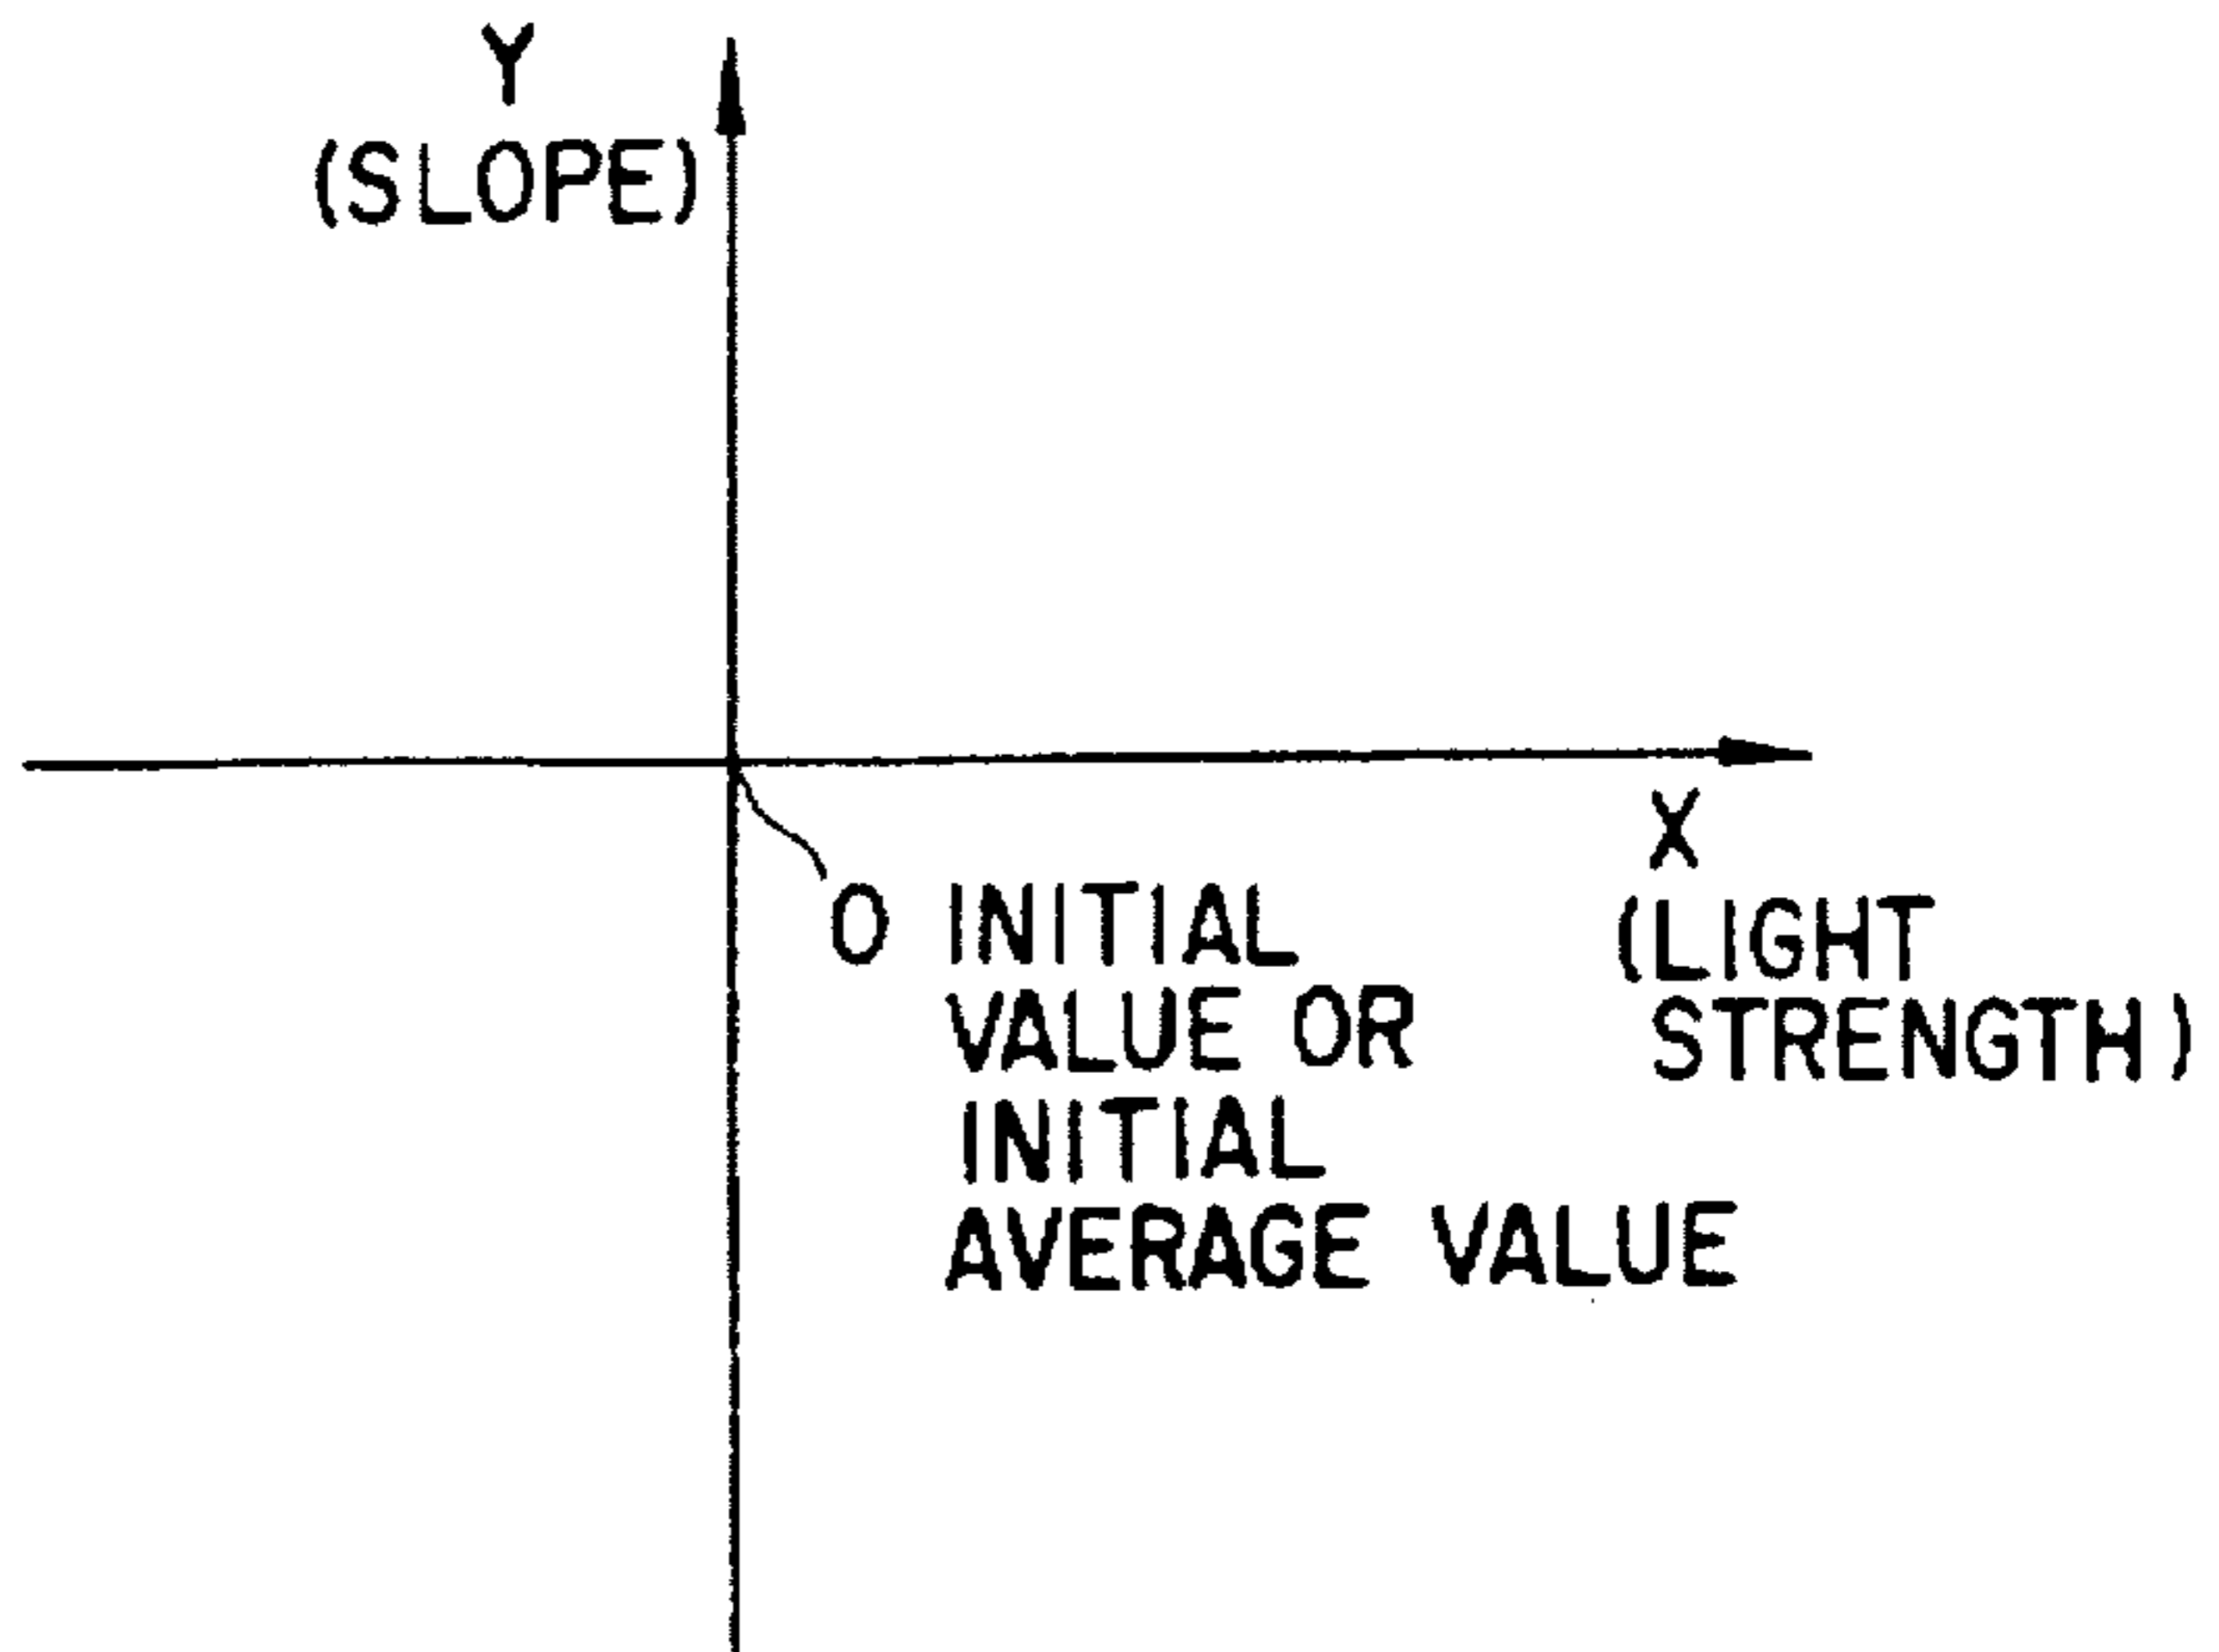 Y
(SLOPE)
X
(LIGHT
STRENGTH)
O INITIAL
VALUE OR
INITIAL
AVERAGE VALUE